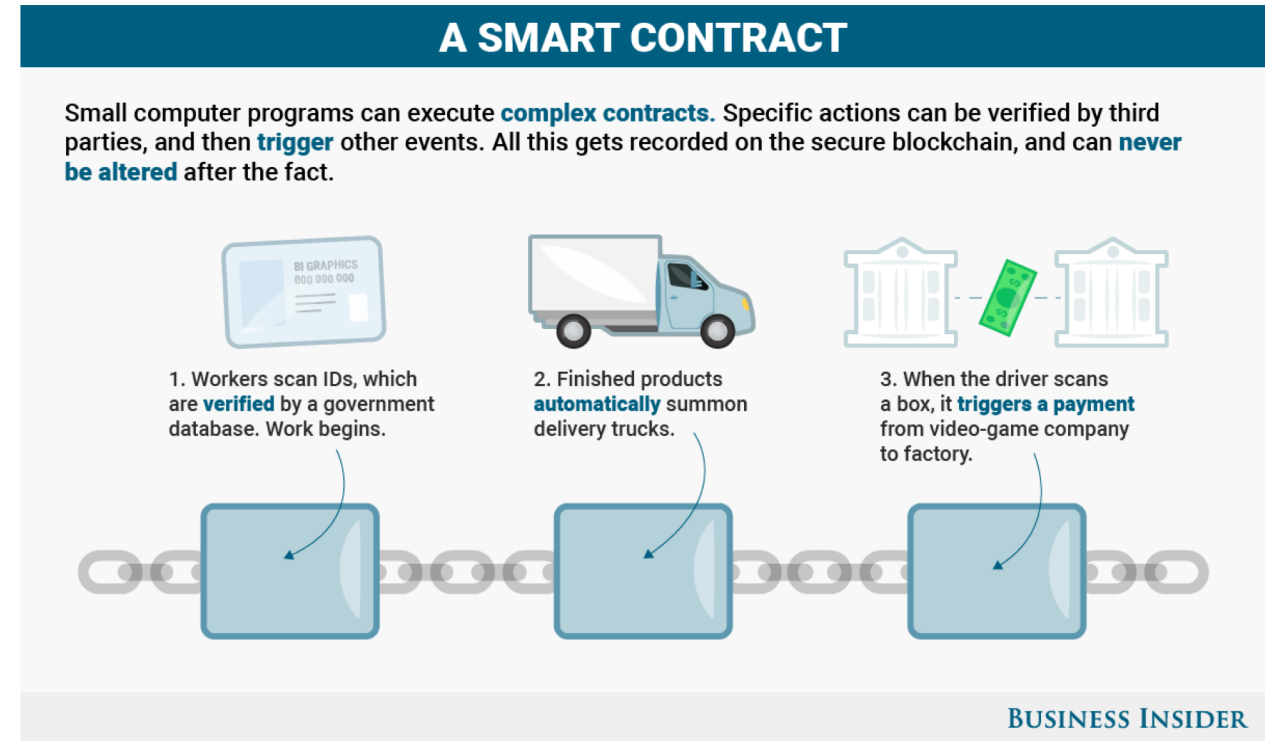 A SMART CONTRACT
Small computer programs can execute complex contracts. Specific actions can be verified by third
parties, and then trigger other events. All this gets recorded on the secure blockchain, and can never
be altered after the fact.
BI GRAPHICS
000 000 000
1. Workers scan IDs, which
are verified by a government
database. Work begins.
2. Finished products
automatically summon
delivery trucks.
$
$
3. When the driver scans
a box, it triggers a payment
from video-game company
to factory.
BUSINESS INSIDER